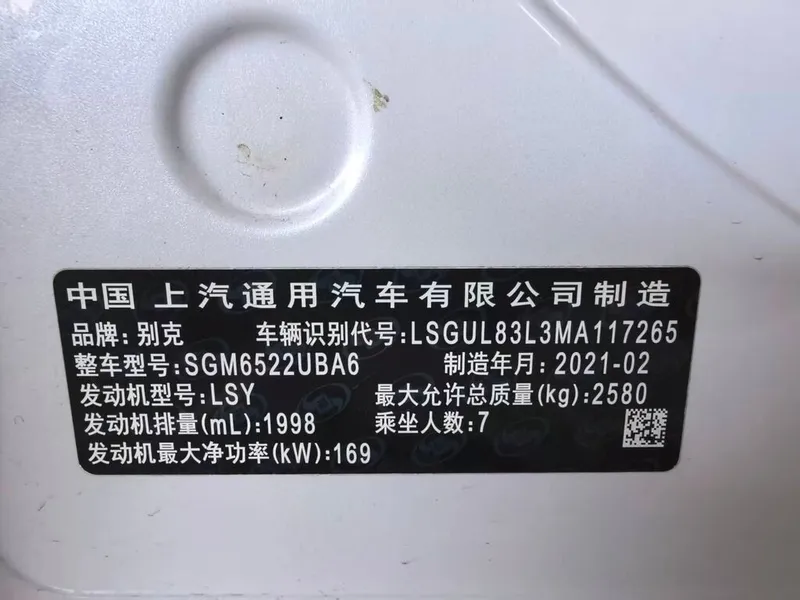 中国 上汽通用汽车有限公司制造
品牌: 别克 车辆识别代号:LSGUL83L3MA117265
整车型号:SGM6522UBA6 制造年月:2021-02
发动机型号:LSY 最大允许总质量(kg):2580
发动机排量(mL):1998 乘坐人数:7
发动机最大净功率(kW):169